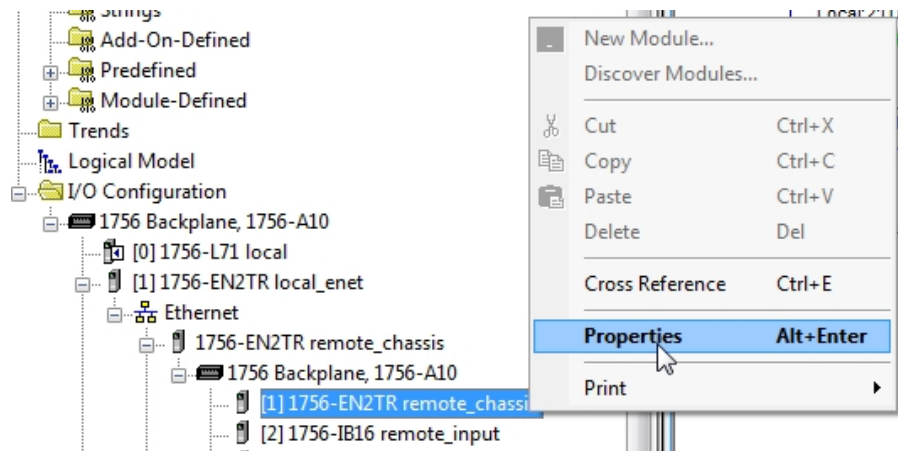 Strings
Add-On-Defined
Predefined
Module-Defined
Trends
Logical Model
I/O Configuration
1756 Backplane, 1756-A10
[0] 1756-L71 local
[1] 1756-EN2TR local_enet
Ethernet
1756-EN2TR remote_chassis
1756 Backplane, 1756-A10
[1] 1756-EN2TR remote_chassi
[2] 1756-IB16 remote_input
New Module...
Discover Modules...
Cut Ctrl+X
Copy Ctrl+C
Paste Ctrl+V
Delete Del
Cross Reference Ctrl+E
Properties Alt+Enter
Print